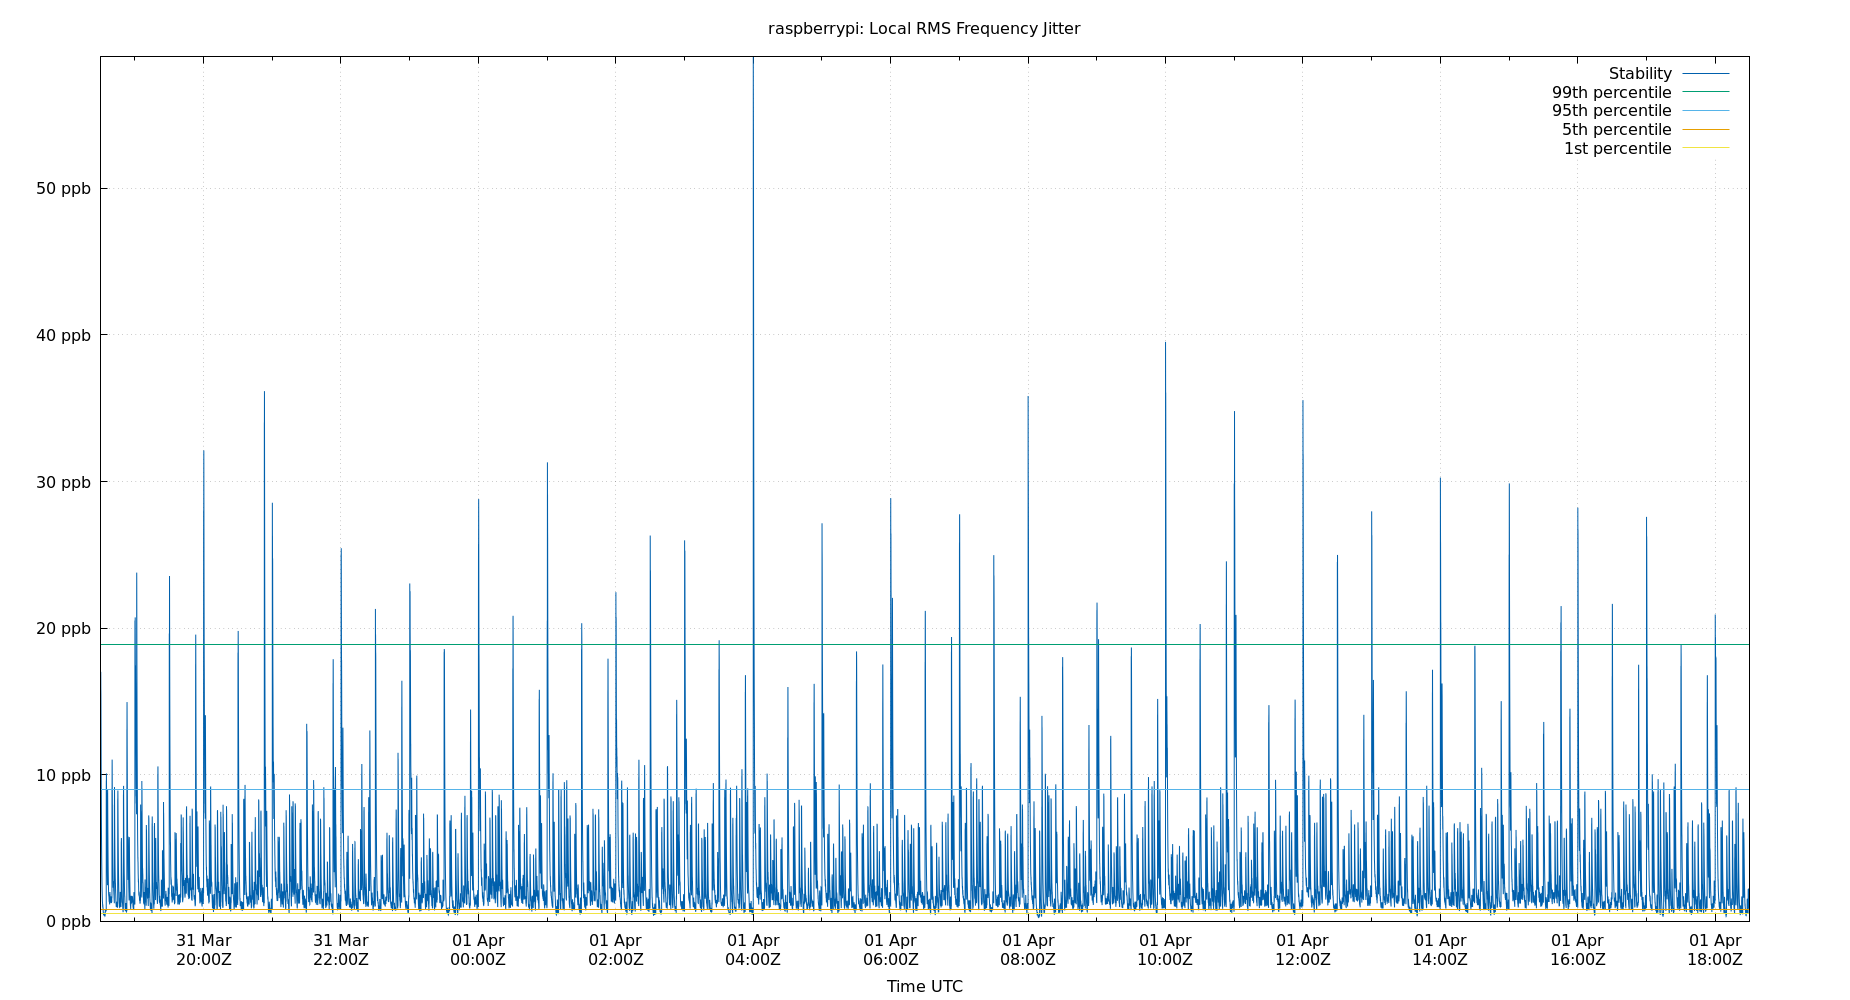 raspberrypi: Local RMS Frequency Jitter
Stability
99th percentile
95th percentile
5th percentile
1st percentile
50 ppb
40 ppb
30 ppb
20 ppb
10 ppb
0 ppb
31 Mar 31 Mar 01 Apr 01 Apr 01 Apr 01 Apr 01 Apr 01 Apr 01 Apr 01 Apr 01 Apr 01 Apr
20:00Z 22:00Z 00:00Z 02:00Z 04:00Z 06:00Z 08:00Z 10:00Z 12:00Z 14:00Z 16:00Z 18:00Z
Time UTC